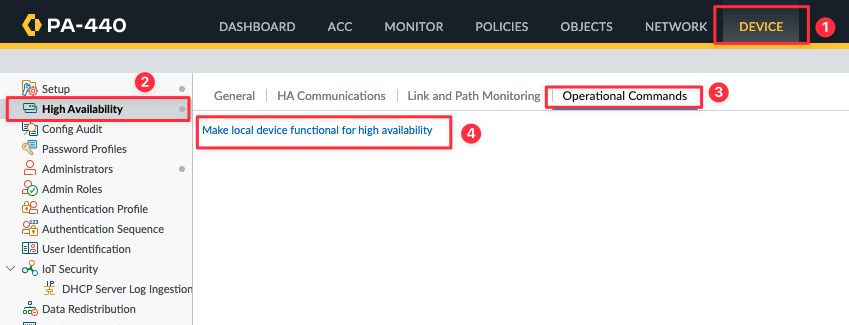 PA-440
DASHBOARD ACC MONITOR POLICIES OBJECTS NETWORK DEVICE 1
2
Setup
High Availability
Config Audit
Password Profiles
Administrators
Admin Roles
Authentication Profile
Authentication Sequence
User Identification
IoT Security
DHCP Server Log Ingestion
Data Redistribution
General HA Communications Link and Path Monitoring Operational Commands 3
Make local device functional for high availability 4